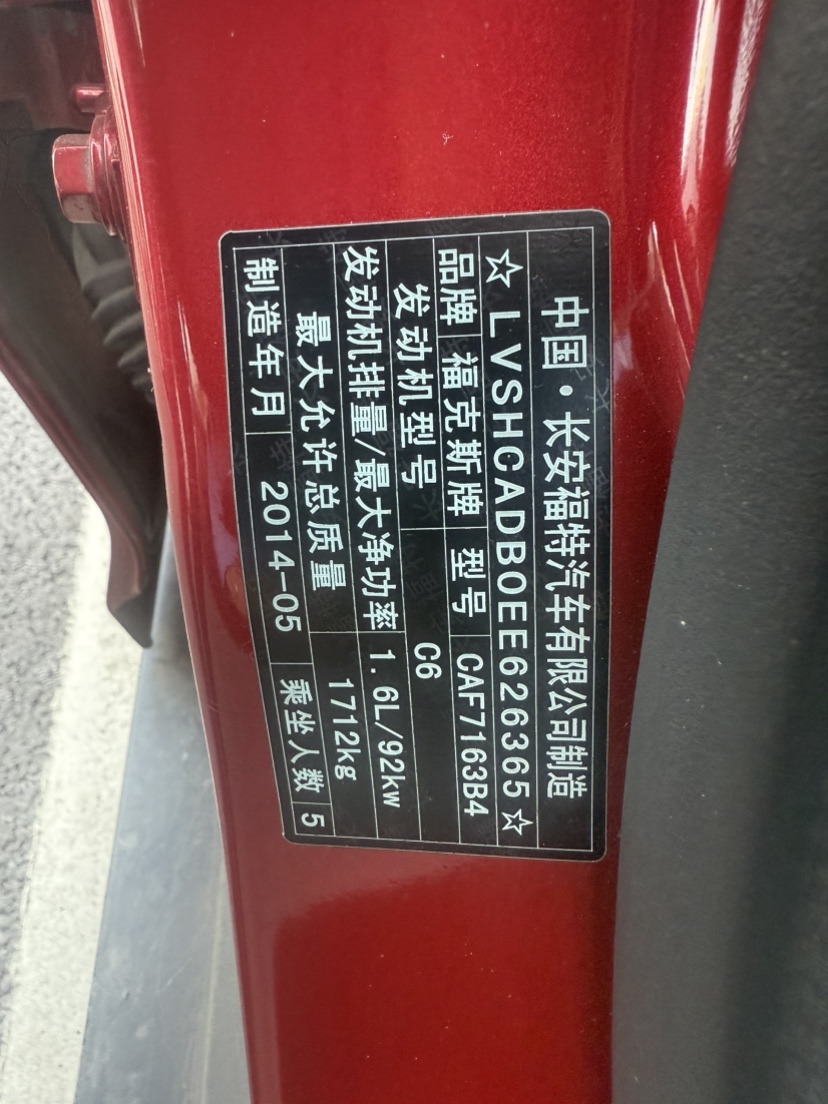 中国·长安福特汽车有限公司制造
☆LVSHCADB0EE626365☆
品牌 福克斯牌 型号 CAF7163B4
发动机型号 C6
发动机排量/最大净功率 1.6L/92kw
最大允许总质量 1712kg
制造年月 2014-05 乘坐人数 5